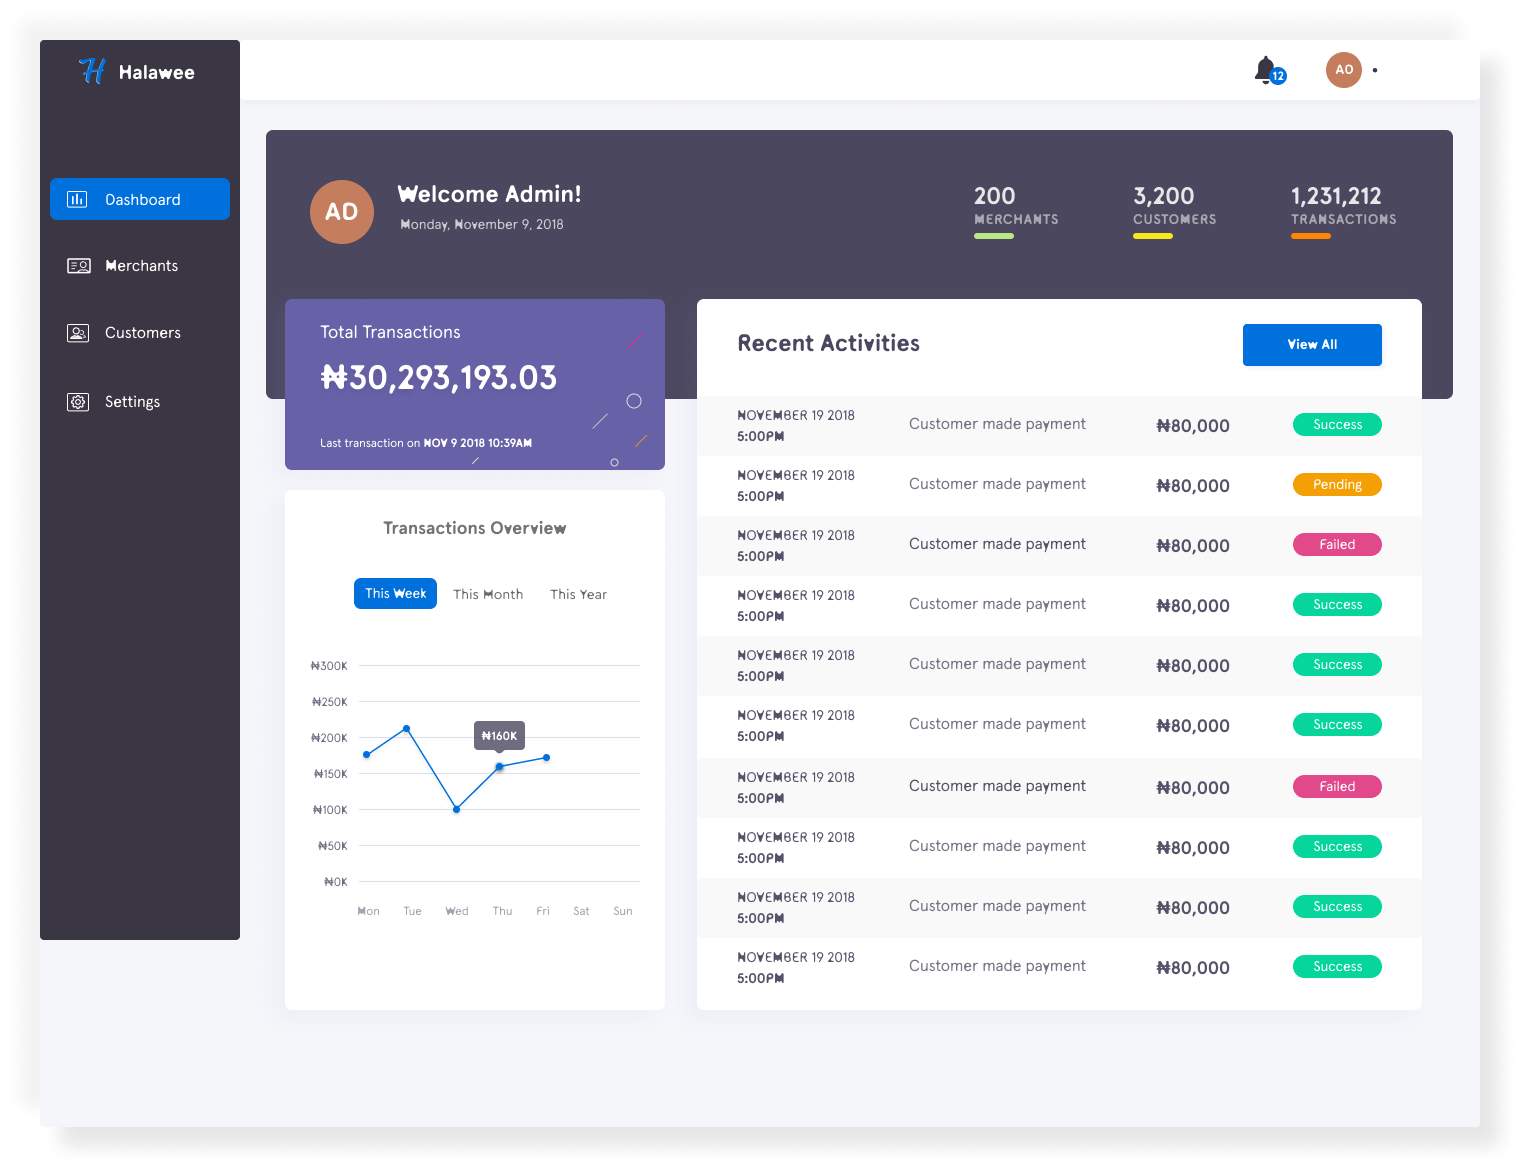 Halawee
12
AD
Dashboard
Merchants
Customers
Settings
AD
Welcome Admin!
Monday, November 9, 2018
200
MERCHANTS
3,200
CUSTOMERS
1,231,212
TRANSACTIONS
Total Transactions
₦30,293,193.03
Last transaction on NOV 9 2018 10:39AM
Transactions Overview
This Week This Month This Year
₦300K
₦250K
₦200K
₦160K
₦150K
₦100K
₦50K
₦0K
Mon Tue Wed Thu Fri Sat Sun
Recent Activities
View All
NOVEMBER 19 2018
5:00PM
Customer made payment ₦80,000 Success
NOVEMBER 19 2018
5:00PM
Customer made payment ₦80,000 Pending
NOVEMBER 19 2018
5:00PM
Customer made payment ₦80,000 Failed
NOVEMBER 19 2018
5:00PM
Customer made payment ₦80,000 Success
NOVEMBER 19 2018
5:00PM
Customer made payment ₦80,000 Success
NOVEMBER 19 2018
5:00PM
Customer made payment ₦80,000 Success
NOVEMBER 19 2018
5:00PM
Customer made payment ₦80,000 Failed
NOVEMBER 19 2018
5:00PM
Customer made payment ₦80,000 Success
NOVEMBER 19 2018
5:00PM
Customer made payment ₦80,000 Success
NOVEMBER 19 2018
5:00PM
Customer made payment ₦80,000 Success